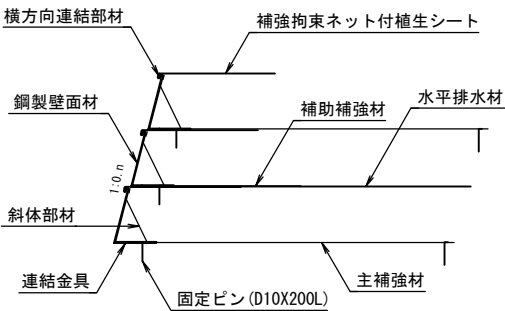 横方向連結部材
補強拘束ネット付植生シート
鋼製壁面材
補助補強材
水平排水材
1:0.n
斜体部材
連結金具
固定ピン(D10X200L)
主補強材